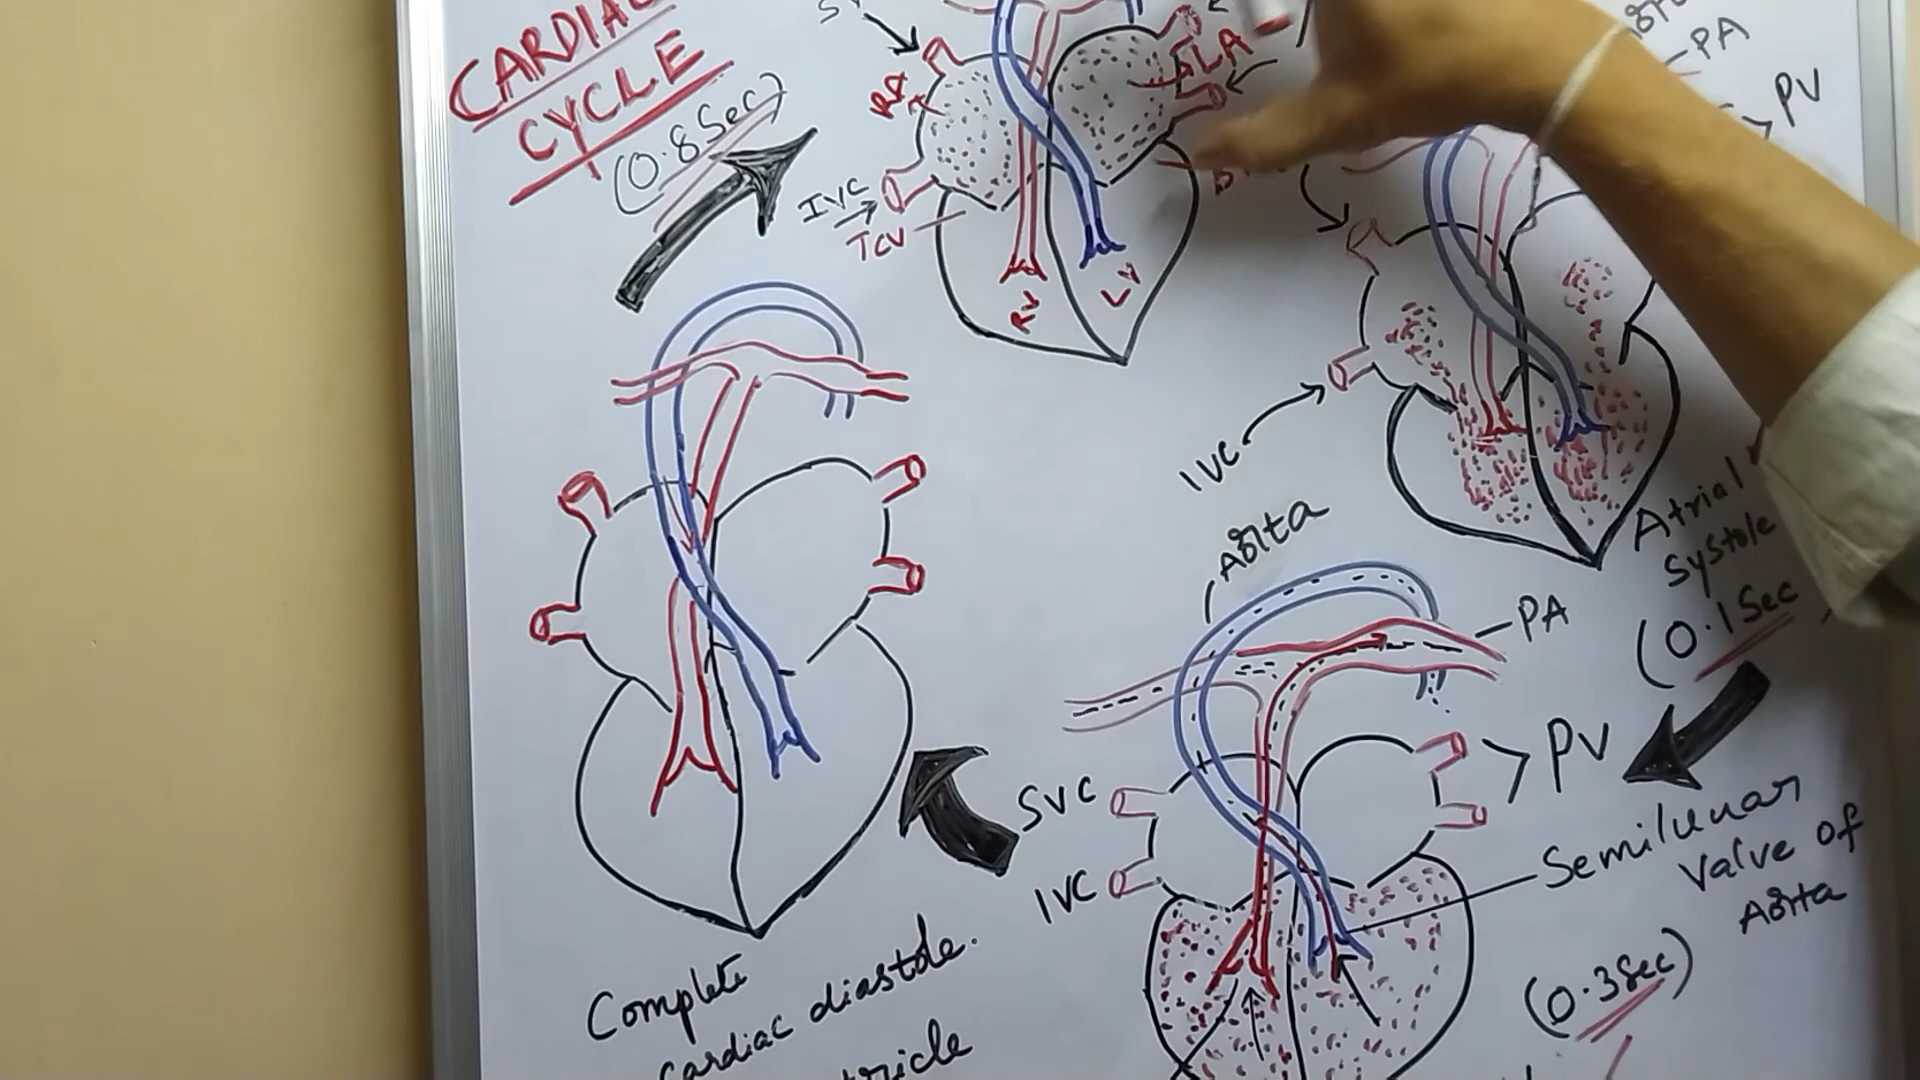 CARDIAC
CYCLE
(0.8 Sec)
RA
LA
IVC
TCV
RV
LV
PA
> PV
IVC
Atrial
Systole
(0.1 Sec
Aorta
PA
SVC
> PV
IVC
Semilunar
Valve of
Aorta
(0.3 Sec)
Complete
Cardiac diastole.